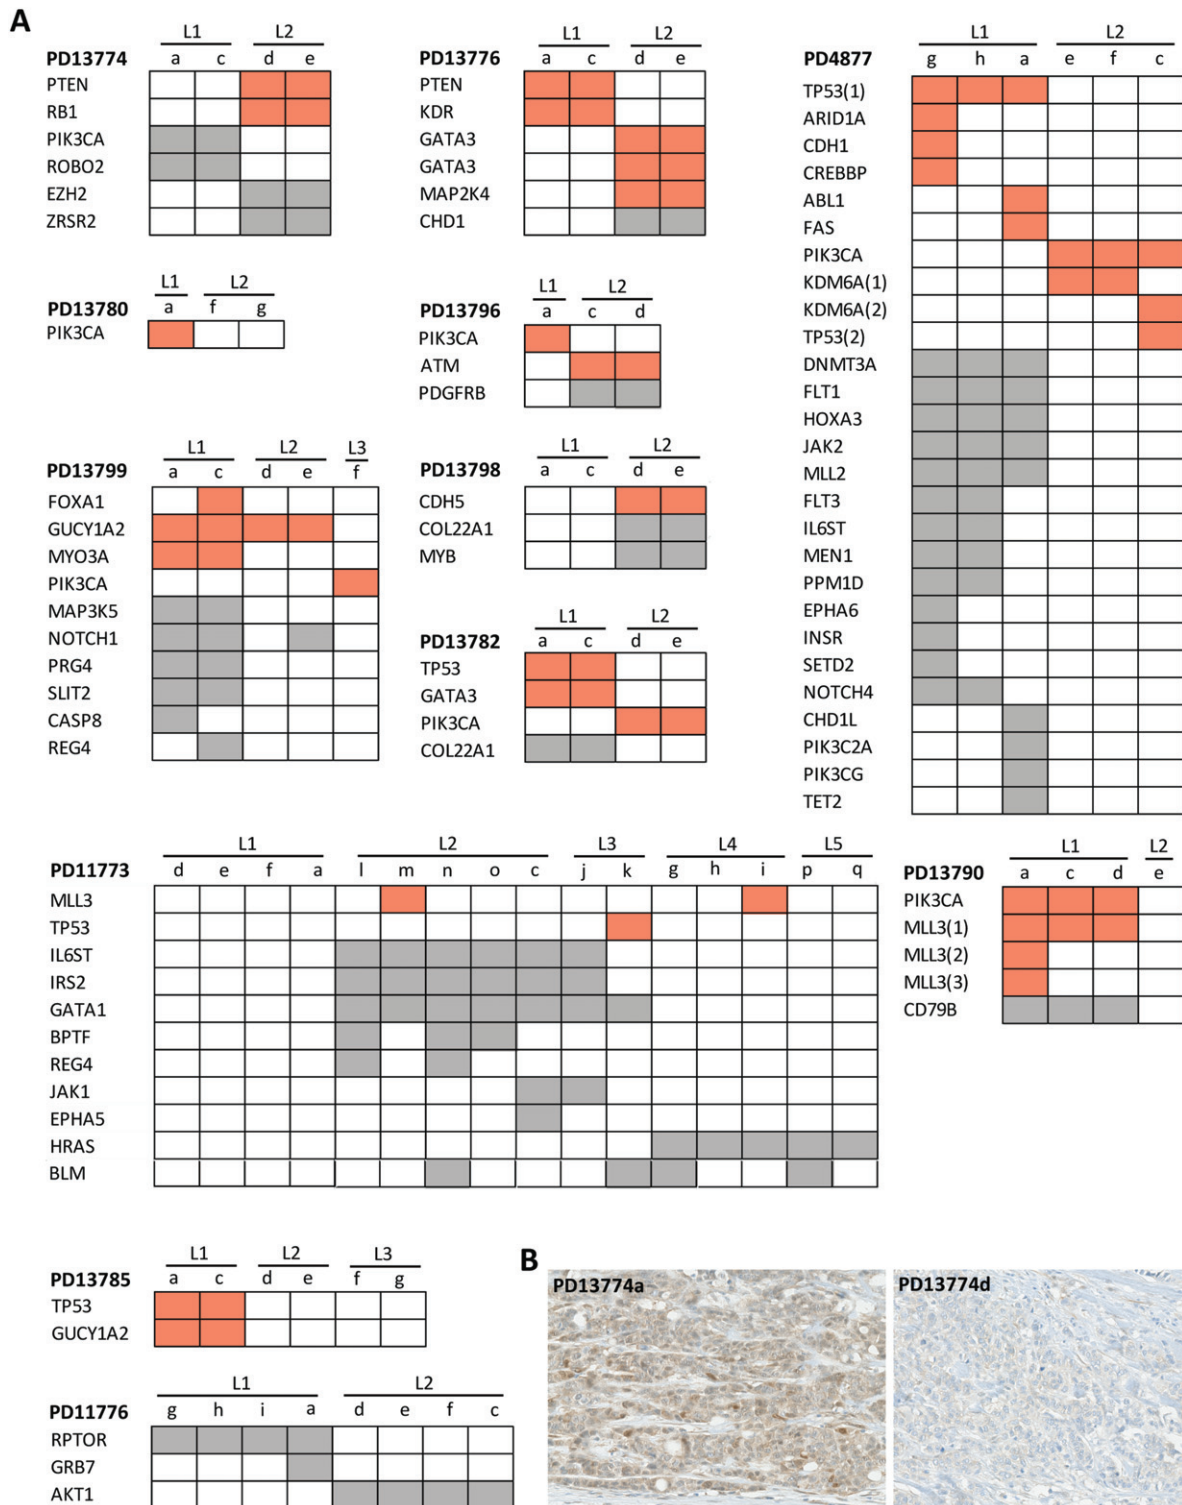 A
PD13774
L1 L2
a c d e
PTEN
RB1
PIK3CA
ROBO2
EZH2
ZRSR2
PD13776
L1 L2
a c d e
PTEN
KDR
GATA3
GATA3
MAP2K4
CHD1
PD4877
L1 L2
g h a e f c
TP53(1)
ARID1A
CDH1
CREBBP
ABL1
FAS
PIK3CA
KDM6A(1)
KDM6A(2)
TP53(2)
DNMT3A
FLT1
HOXA3
JAK2
MLL2
FLT3
IL6ST
MEN1
PPM1D
EPHA6
INSR
SETD2
NOTCH4
CHD1L
PIK3C2A
PIK3CG
TET2
PD13780
L1 L2
a f g
PIK3CA
PD13796
L1 L2
a c d
PIK3CA
ATM
PDGFRB
PD13799
L1 L2 L3
a c d e f
FOXA1
GUCY1A2
MYO3A
PIK3CA
MAP3K5
NOTCH1
PRG4
SLIT2
CASP8
REG4
PD13798
L1 L2
a c d e
CDH5
COL22A1
MYB
PD13782
L1 L2
a c d e
TP53
GATA3
PIK3CA
COL22A1
PD11773
L1 L2 L3 L4 L5
d e f a l m n o c j k g h i p q
MLL3
TP53
IL6ST
IRS2
GATA1
BPTF
REG4
JAK1
EPHA5
HRAS
BLM
PD13790
L1 L2
a c d e
PIK3CA
MLL3(1)
MLL3(2)
MLL3(3)
CD79B
PD13785
L1 L2 L3
a c d e f g
TP53
GUCY1A2
PD11776
L1 L2
g h i a d e f c
RPTOR
GRB7
AKT1
B
PD13774a
PD13774d